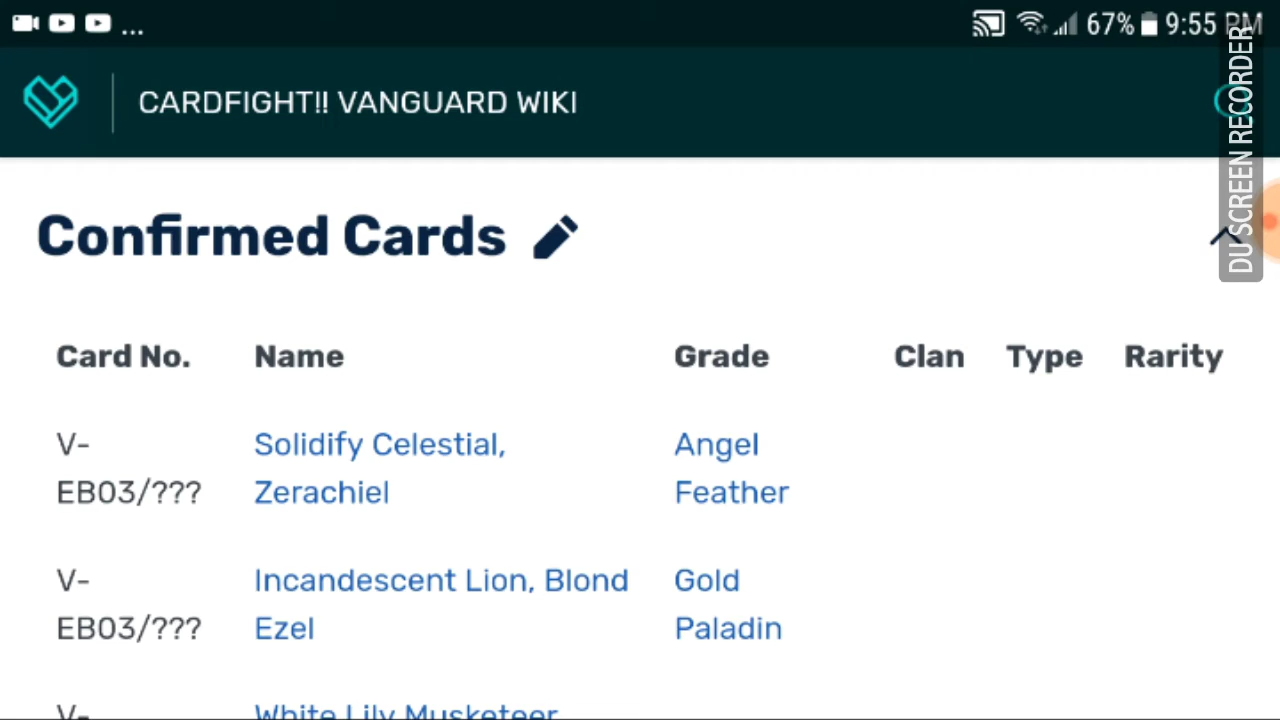 ... 67% 9:55 PM
CARDFIGHT!! VANGUARD WIKI
DU SCREEN RECORDER
Confirmed Cards
Card No. Name Grade Clan Type Rarity
V- Solidify Celestial, Angel
EB03/??? Zerachiel Feather
V- Incandescent Lion, Blond Gold
EB03/??? Ezel Paladin
V- White Lily Musketeer